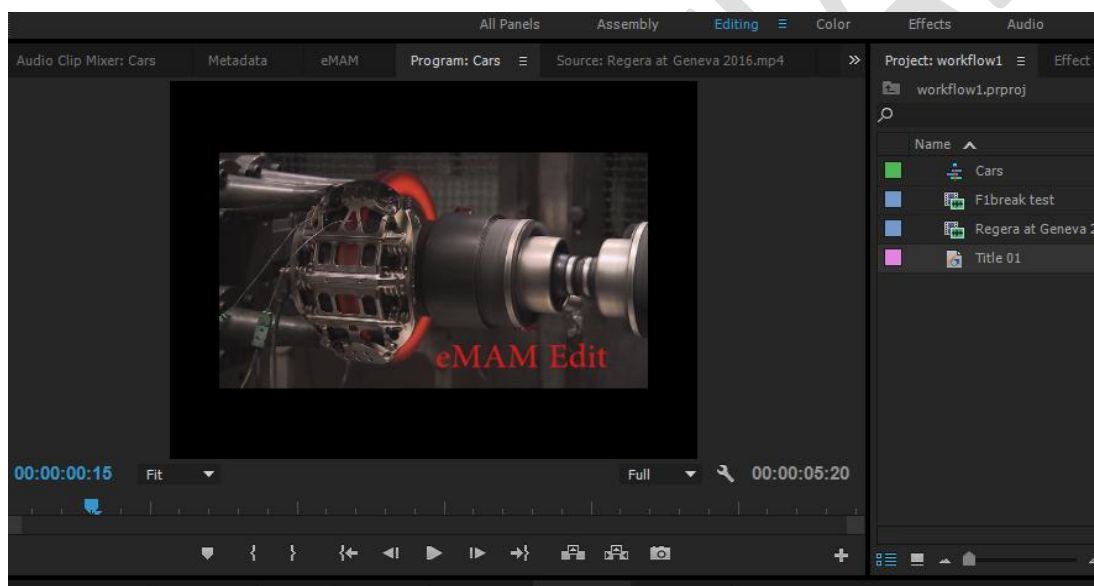 All Panels Assembly Editing Color Effects Audio
Audio Clip Mixer: Cars Metadata eMAM Program: Cars Source: Regera at Geneva 2016.mp4 Project: workflow1 Effect
workflow1.prproj
Name
Cars
F1break test
Regera at Geneva 2
Title 01
eMAM Edit
00:00:00:15 Fit Full 00:00:05:20